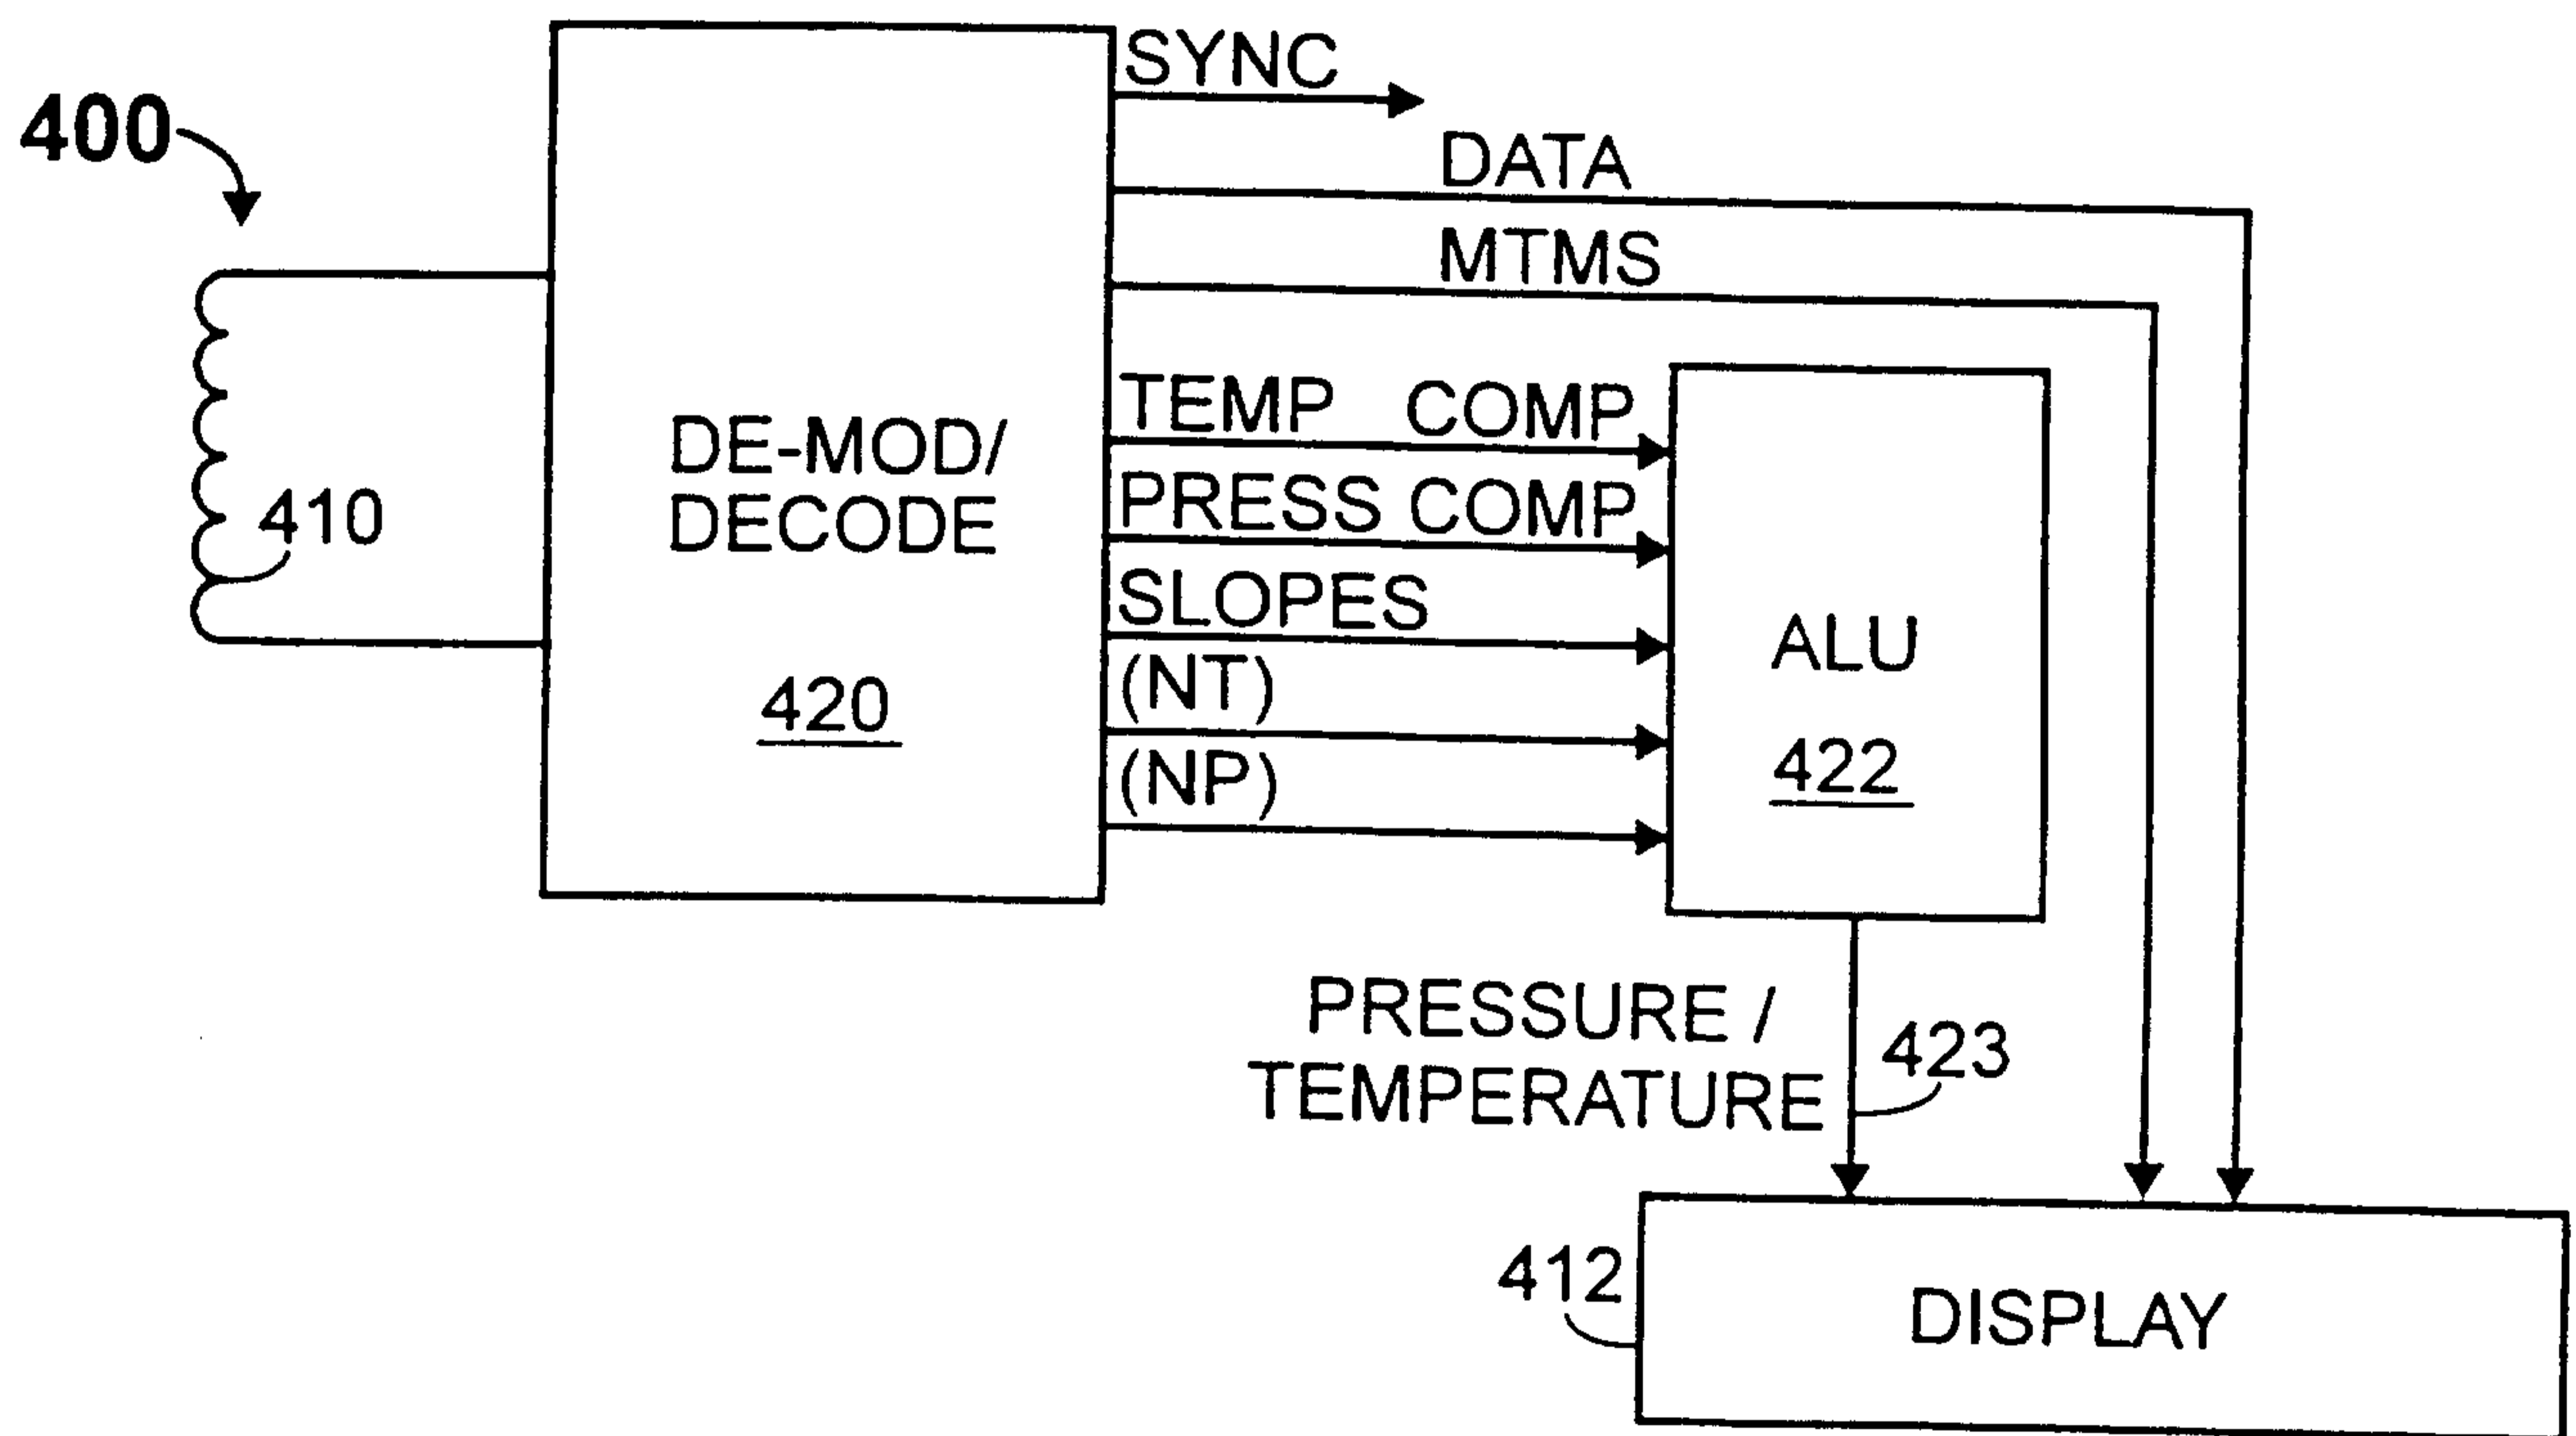 SYNC
400
DATA
MTMS
TEMP COMP
DE-MOD/
DECODE
PRESS COMP
410
SLOPES
ALU
(NT)
420
(NP)
422
PRESSURE /
TEMPERATURE
423
412
DISPLAY